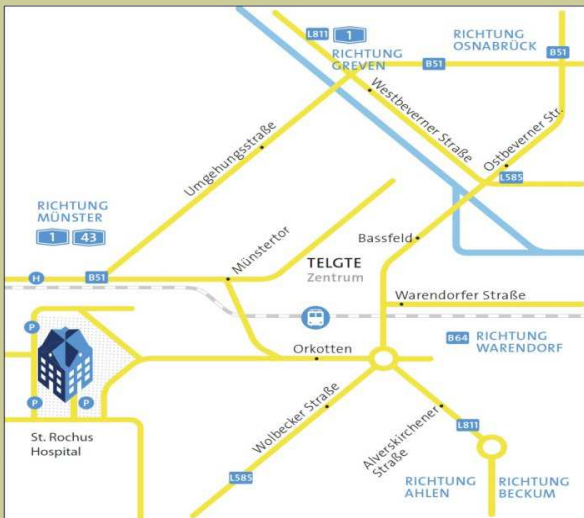 L811
1
RICHTUNG
GREVEN
RICHTUNG
OSNABRÜCK
B51
B51
Westbeverner Straße
Ostbeverner Str.
Umgehungsstraße
L585
RICHTUNG
MÜNSTER
1
43
Münstertor
Bassfeld
TELGTE
Zentrum
H
B51
Warendorfer Straße
P
B64
RICHTUNG
WARENDORF
Orkotten
P
P
St. Rochus
Hospital
Wolbecker Straße
Alverskirchener
Straße
L811
L585
RICHTUNG
AHLEN
RICHTUNG
BECKUM